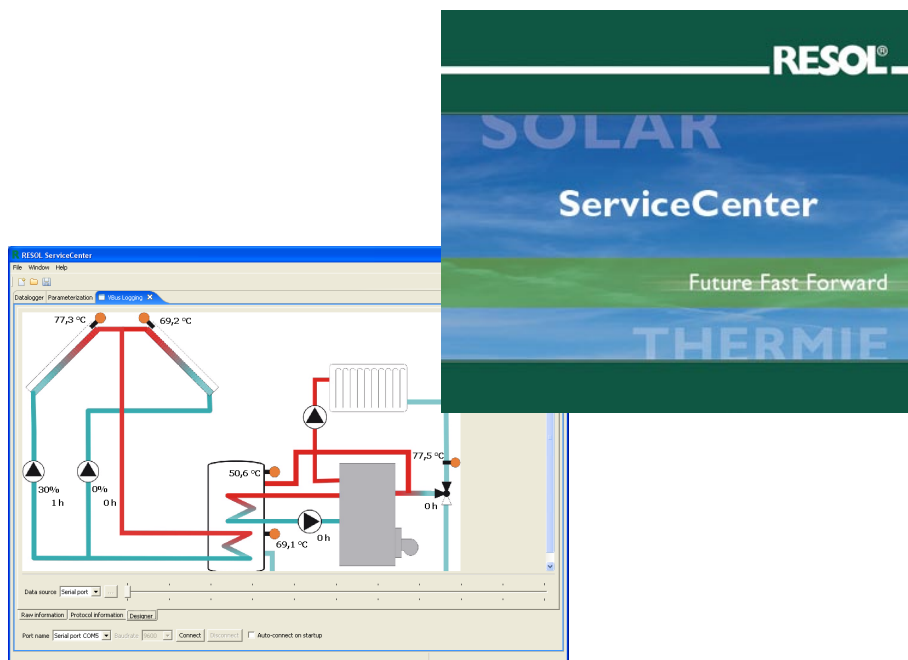 RESOL®
SOLAR
ServiceCenter
Future Fast Forward
THERMIE
RESOL ServiceCenter
File Window Help
Datalogger Parameterization VBus Logging
77,3 °C
69,2 °C
77,5 °C
50,6 °C
30%
0%
1 h
0 h
0 h
0 h
69,1 °C
Data source Serial port ...
Raw information Protocol information Designer
Port name Serial port COM5 Baudrate 9600 Connect Disconnect Auto-connect on startup